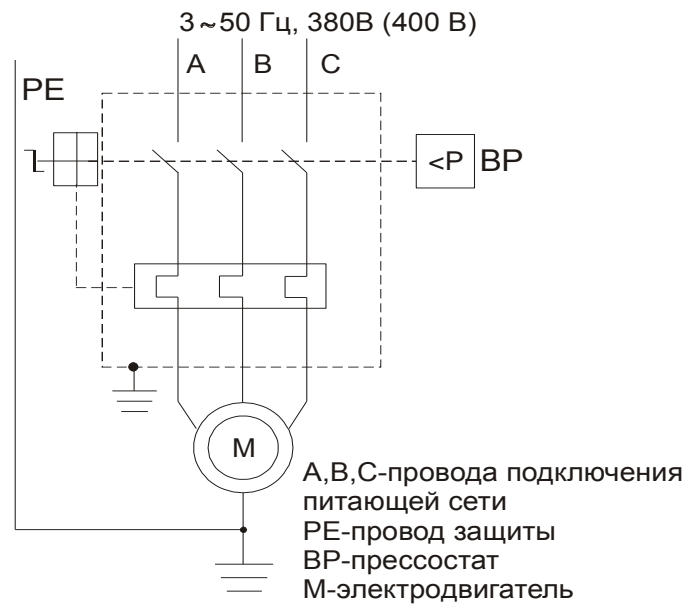 3~50 Гц, 380В (400 В)
A B C
PE
<P BP
M
A,B,C-провода подключения
питающей сети
PE-провод защиты
BP-прессостат
M-электродвигатель